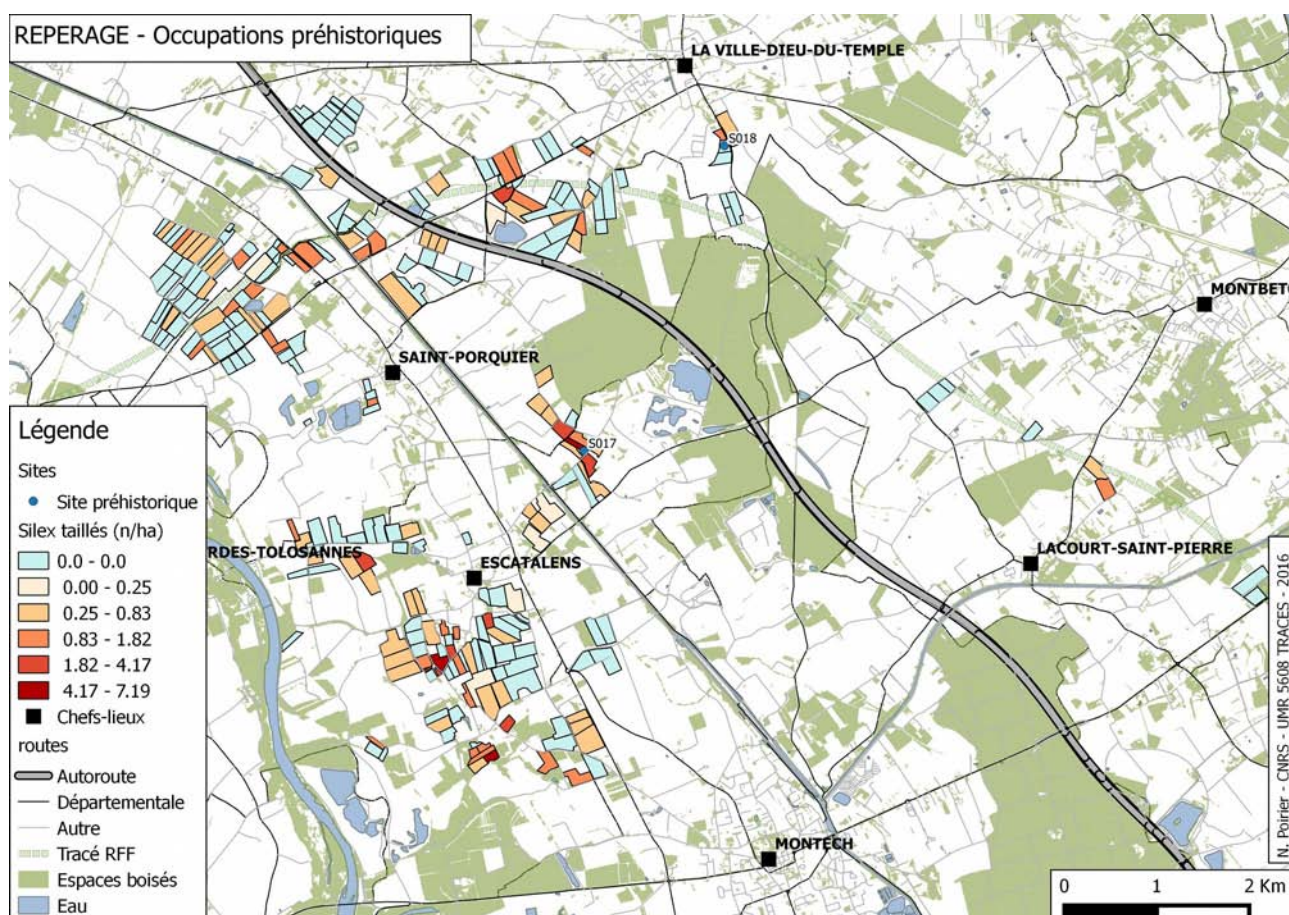 REPERAGE - Occupations préhistoriques
LA VILLE-DIEU-DU-TEMPLE
S018
MONTBETO
SAINT-PORQUIER
S017
RDES-TOLOSANNES
ESCATALENS
LACOURT-SAINT-PIERRE
MONTECH
Légende
Sites
Site préhistorique
Silex taillés (n/ha)
0.0 - 0.0
0.00 - 0.25
0.25 - 0.83
0.83 - 1.82
1.82 - 4.17
4.17 - 7.19
Chefs-lieux
routes
Autoroute
Départementale
Autre
Tracé RFF
Espaces boisés
Eau
N. Poirier - CNRS - UMR 5608 TRACES - 2016
0 1 2 Km